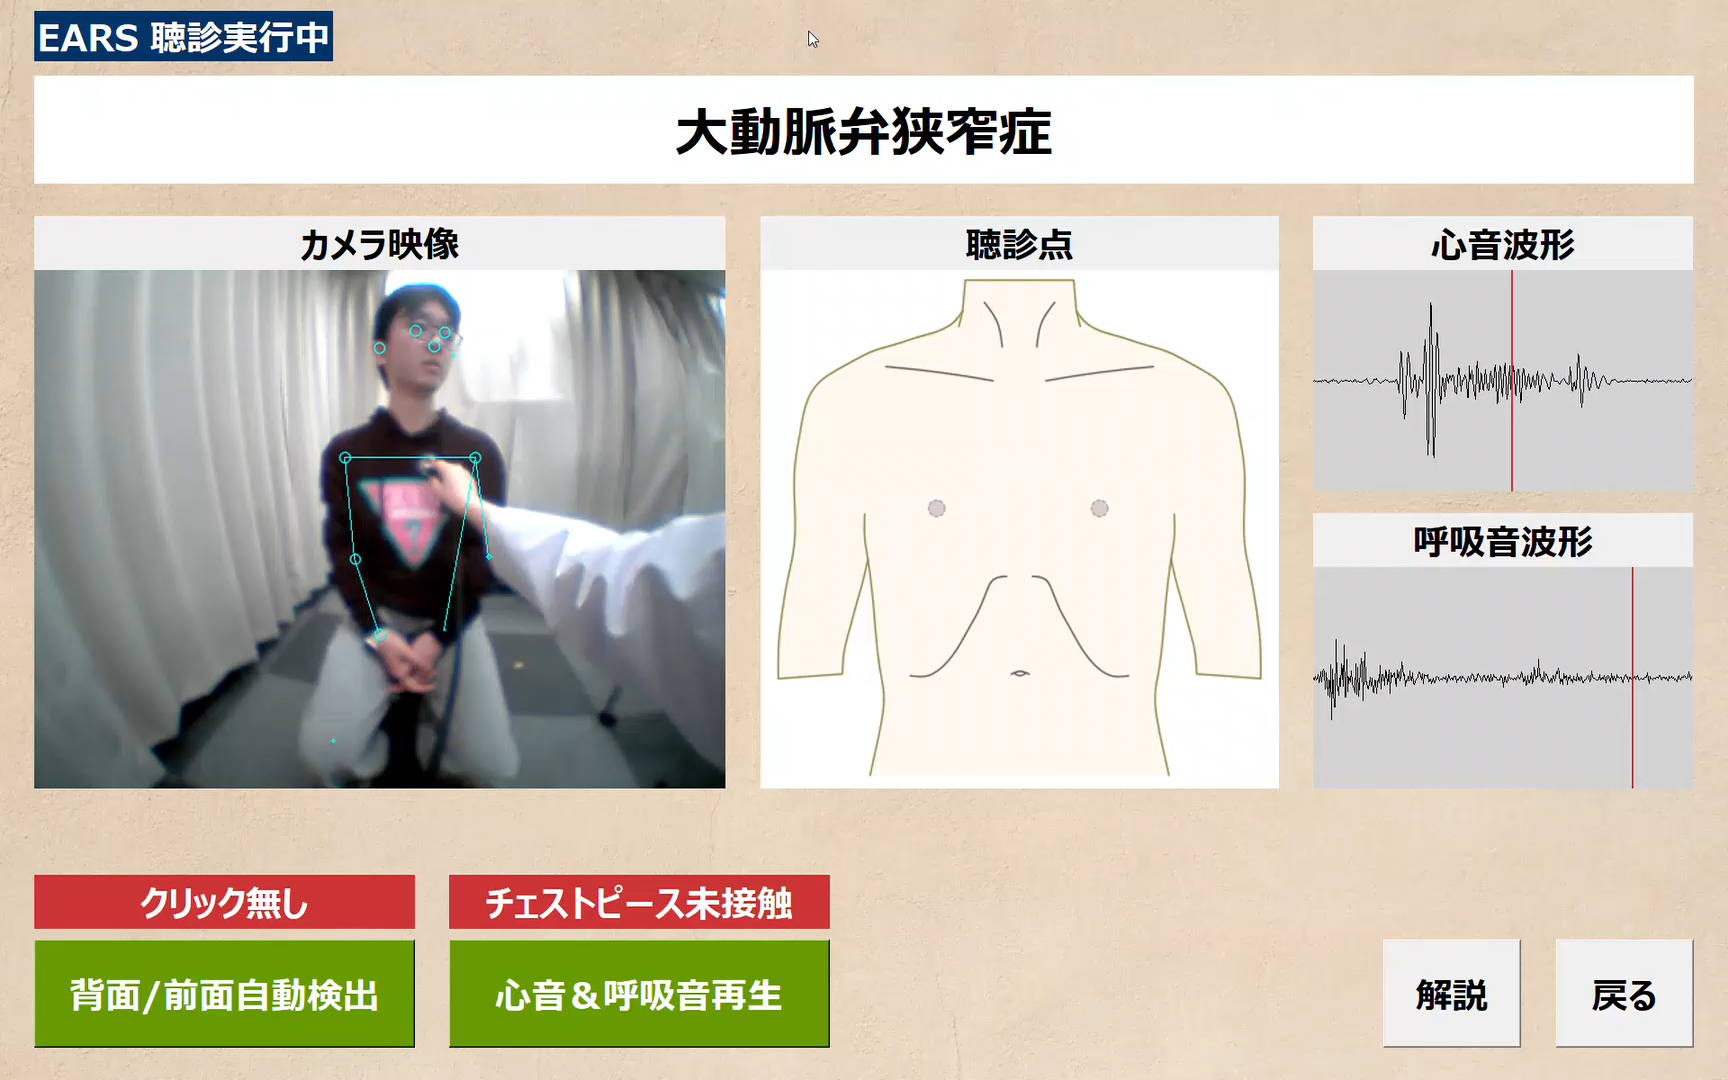 EARS 聴診実行中
大動脈弁狭窄症
カメラ映像
聴診点
心音波形
呼吸音波形
クリック無し
チェストピース未接触
背面/前面自動検出
心音＆呼吸音再生
解説
戻る